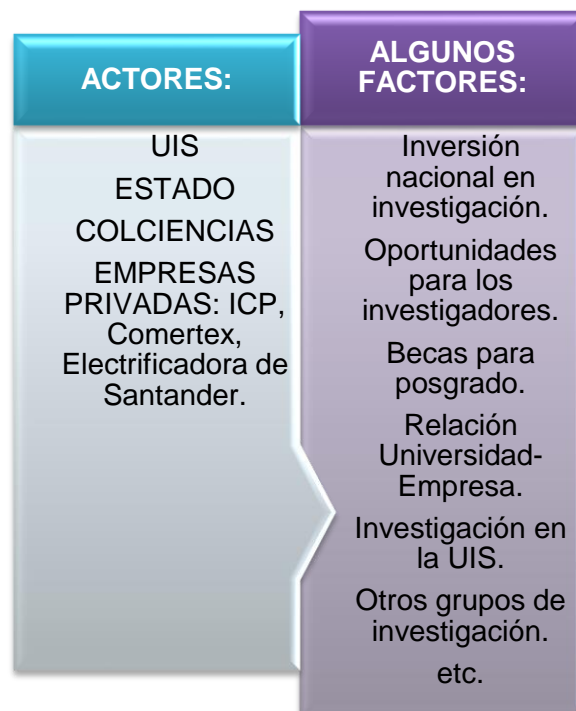 ACTORES:
UIS
ESTADO
COLCIENCIAS
EMPRESAS
PRIVADAS: ICP,
Comertex,
Electrificadora de
Santander.
ALGUNOS
FACTORES:
Inversión
nacional en
investigación.
Oportunidades
para los
investigadores.
Becas para
posgrado.
Relación
Universidad-
Empresa.
Investigación en
la UIS.
Otros grupos de
investigación.
etc.